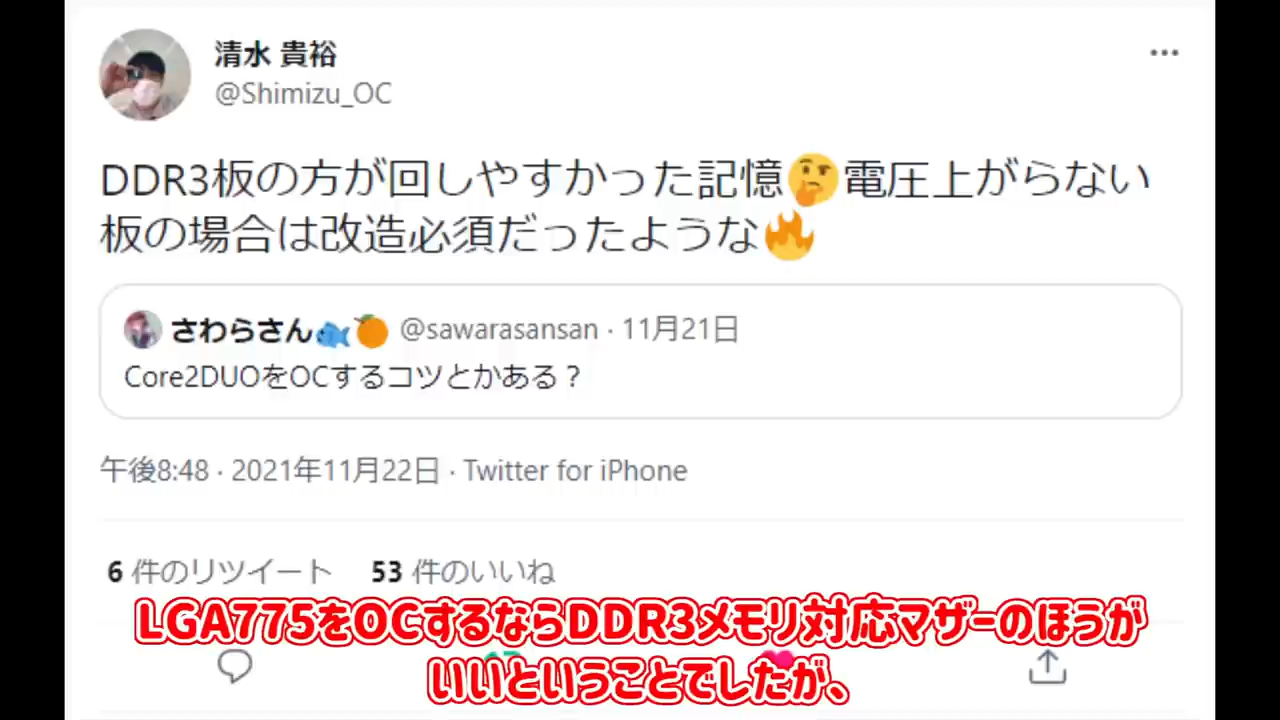 清水 貴裕
@Shimizu_OC
DDR3板の方が回しやすかった記憶🤔電圧上がらない
板の場合は改造必須だったような🔥
さわらさん🐟🍊 @sawarasansan · 11月21日
Core2DUOをOCするコツとかある？
午後8:48 · 2021年11月22日 · Twitter for iPhone
6 件のリツイート 53 件のいいね
LGA775をOCするならDDR3メモリ対応マザーのほうが
いいということでしたが、